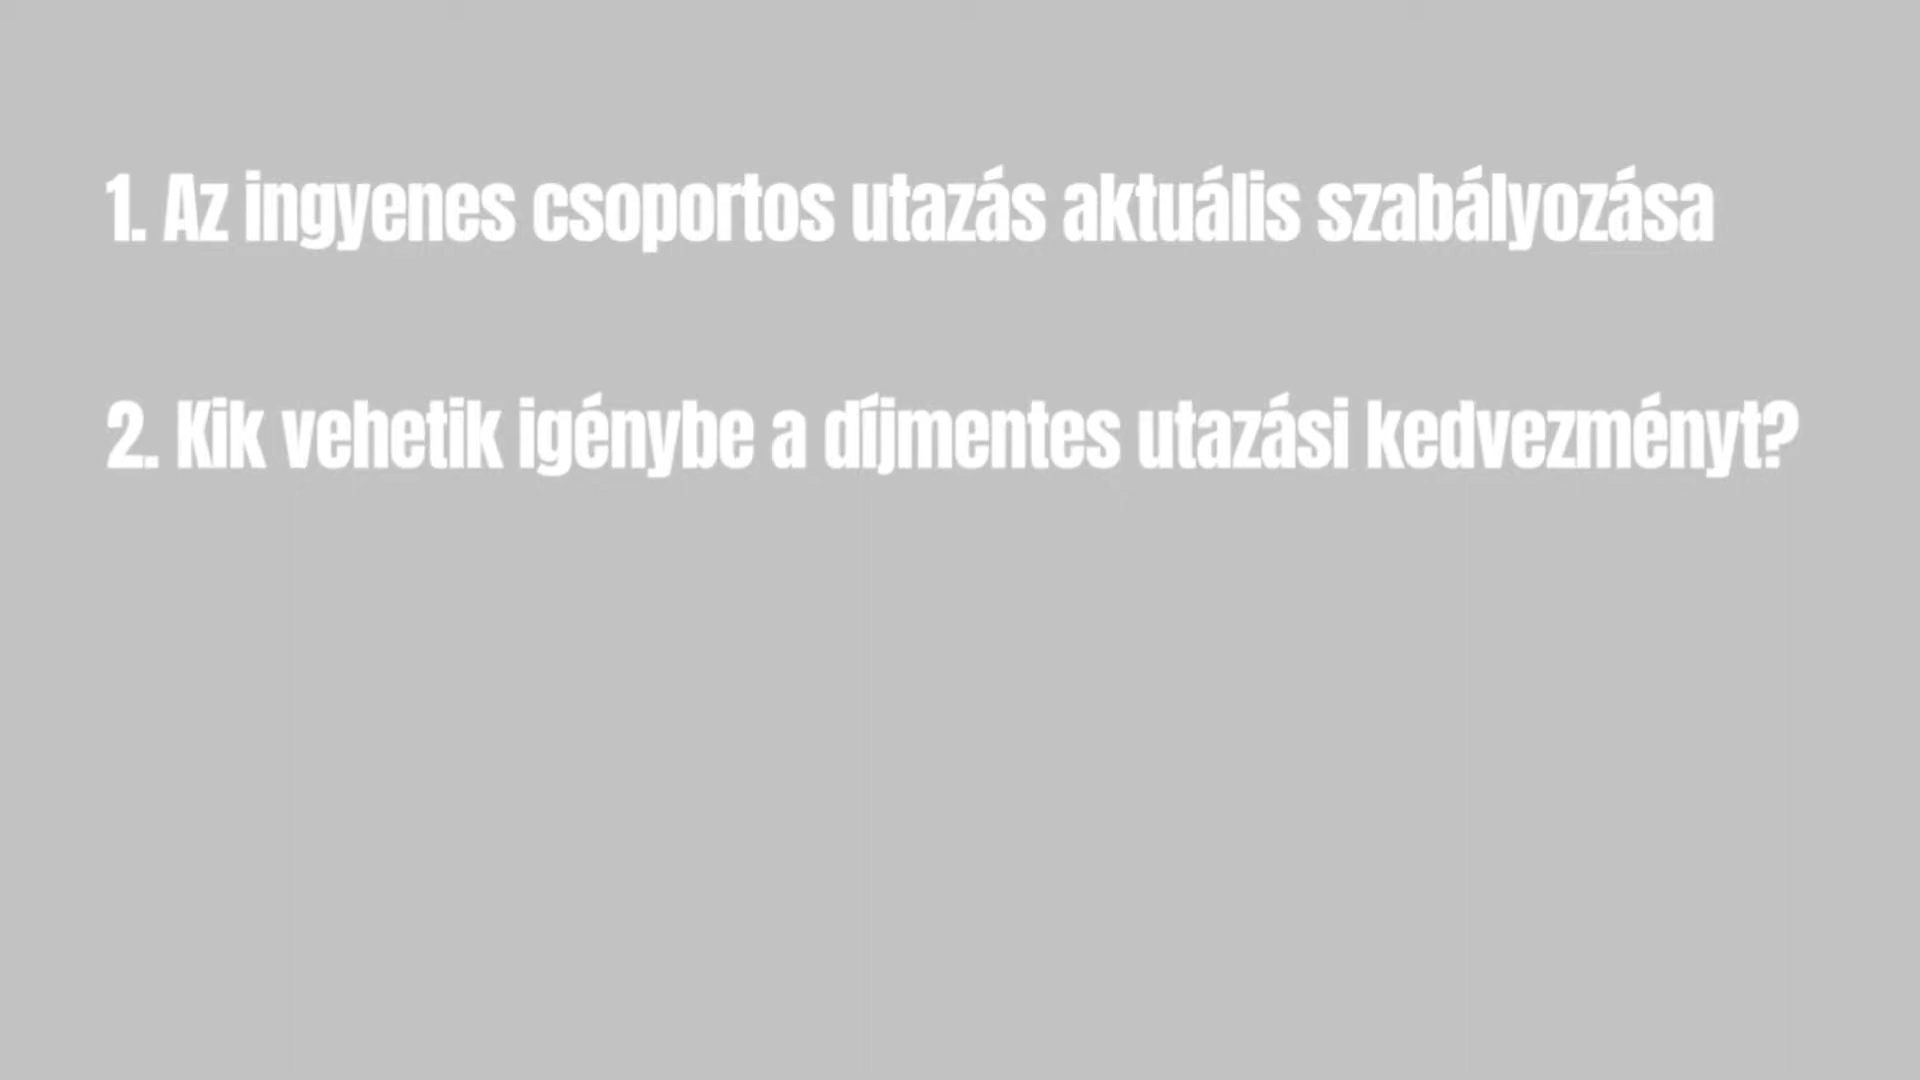 1. Az ingyenes csoportos utazás aktuális szabályozása
2. Kik vehetik igénybe a díjmentes utazási kedvezményt?